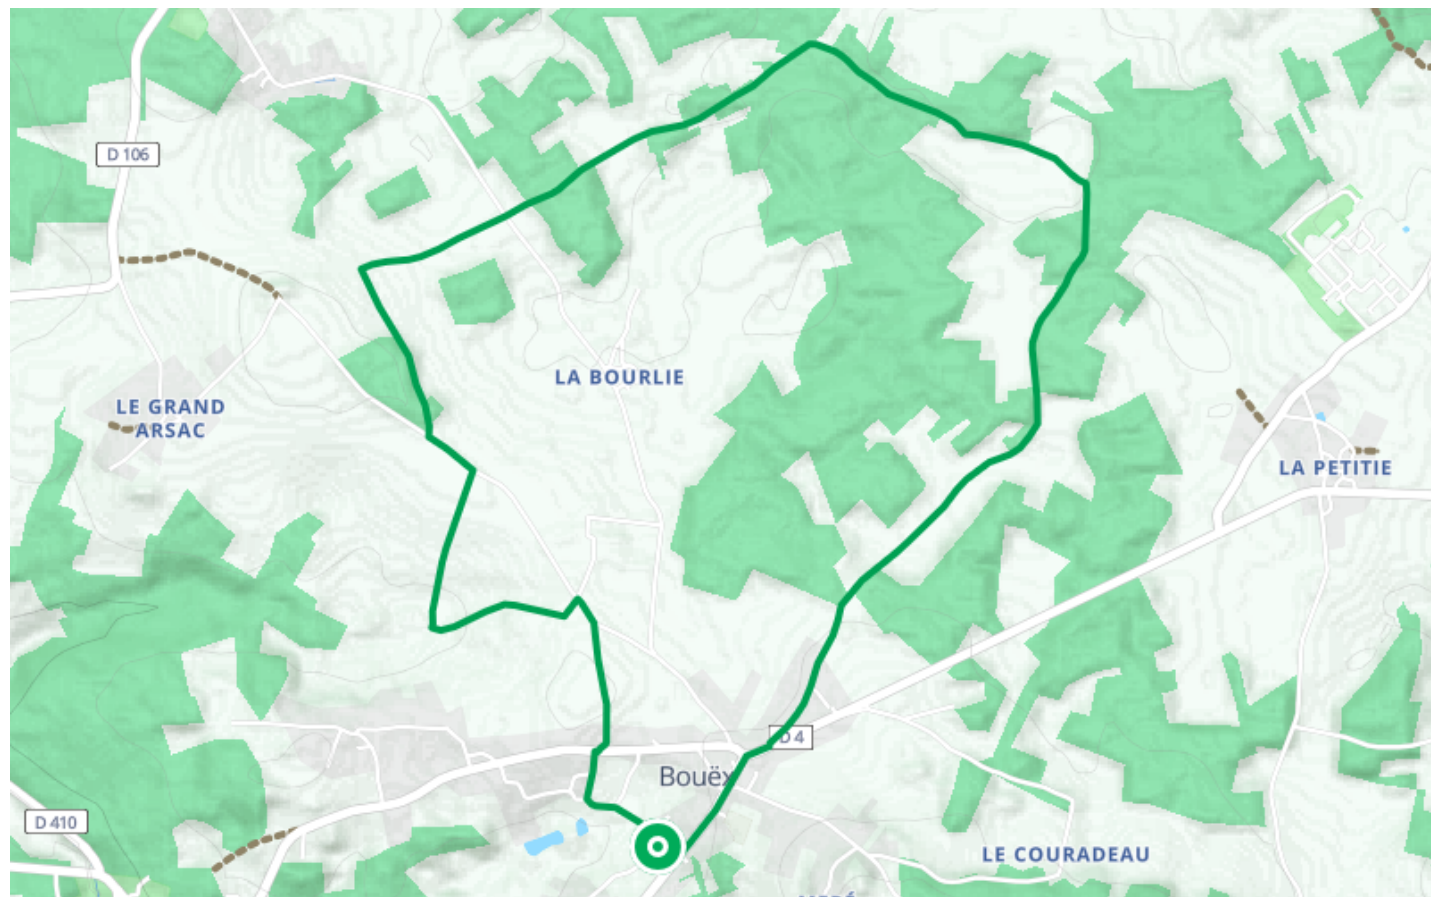 D 106
LA BOURLIE
LE GRAND
ARSAC
LA PETITIE
D 4
Bouëx
D 410
LE COURADEAU